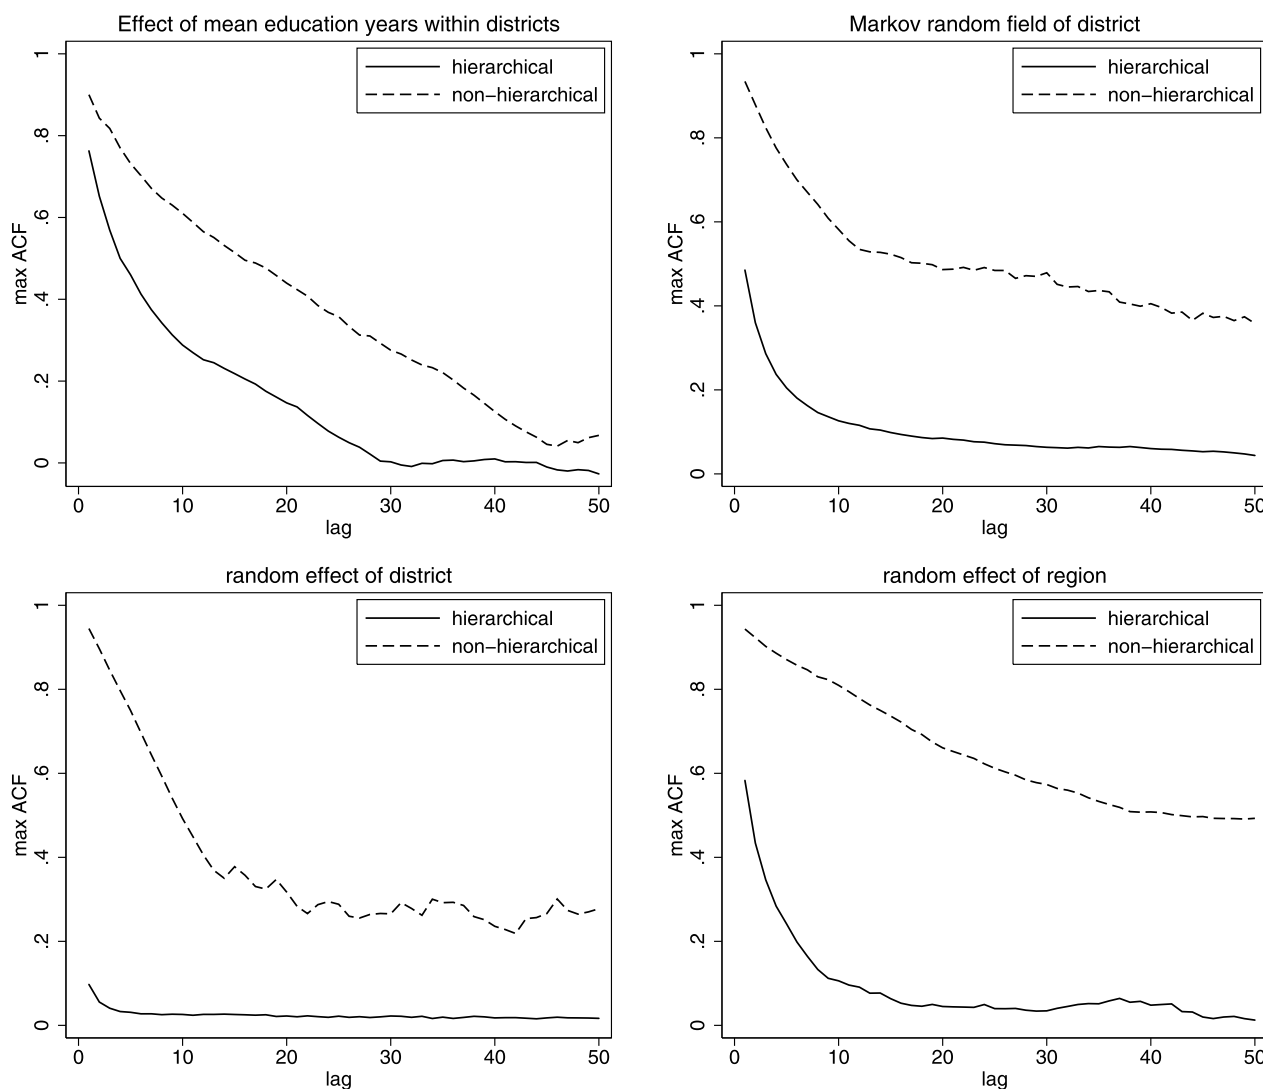 Effect of mean education years within districts
hierarchical
non−hierarchical
max ACF
1
.8
.6
.4
.2
0
0 10 20 30 40 50
lag
Markov random field of district
hierarchical
non−hierarchical
max ACF
1
.8
.6
.4
.2
0
0 10 20 30 40 50
lag
random effect of district
hierarchical
non−hierarchical
max ACF
1
.8
.6
.4
.2
0
0 10 20 30 40 50
lag
random effect of region
hierarchical
non−hierarchical
max ACF
1
.8
.6
.4
.2
0
0 10 20 30 40 50
lag